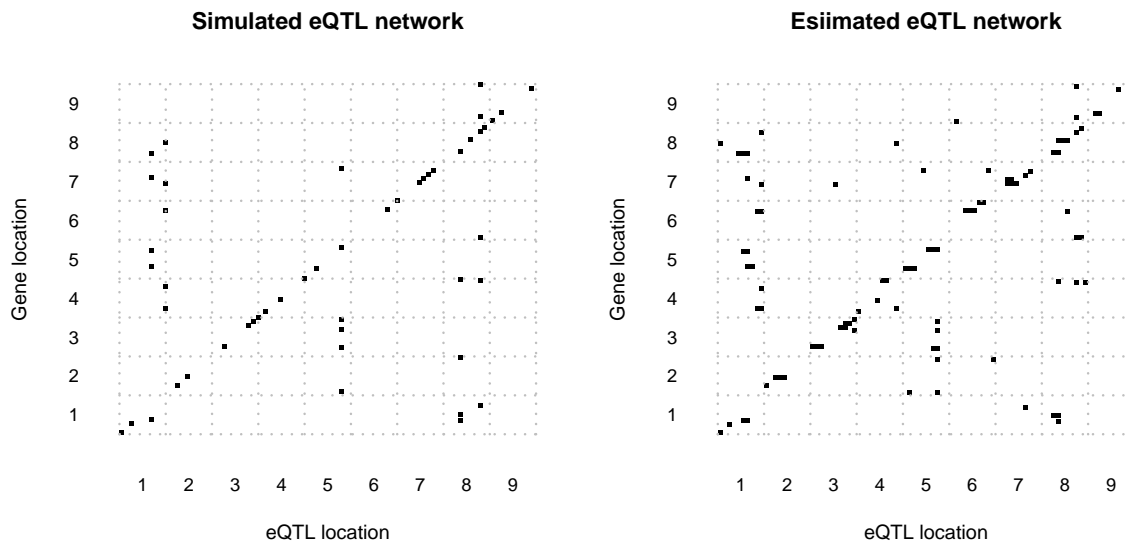 Simulated eQTL network
9
8
7
6
5
4
3
2
1
Gene location
1 2 3 4 5 6 7 8 9
eQTL location
Esiimated eQTL network
9
8
7
6
5
4
3
2
1
Gene location
1 2 3 4 5 6 7 8 9
eQTL location